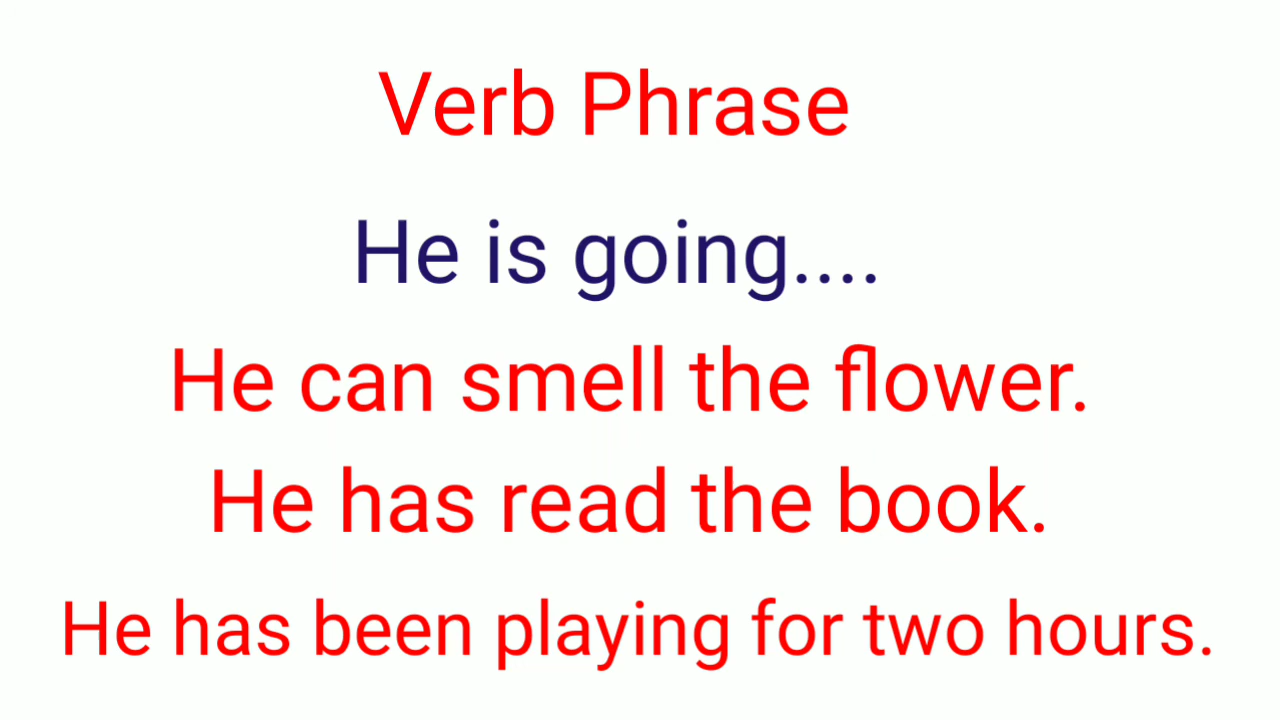 Verb Phrase
He is going....
He can smell the flower.
He has read the book.
He has been playing for two hours.